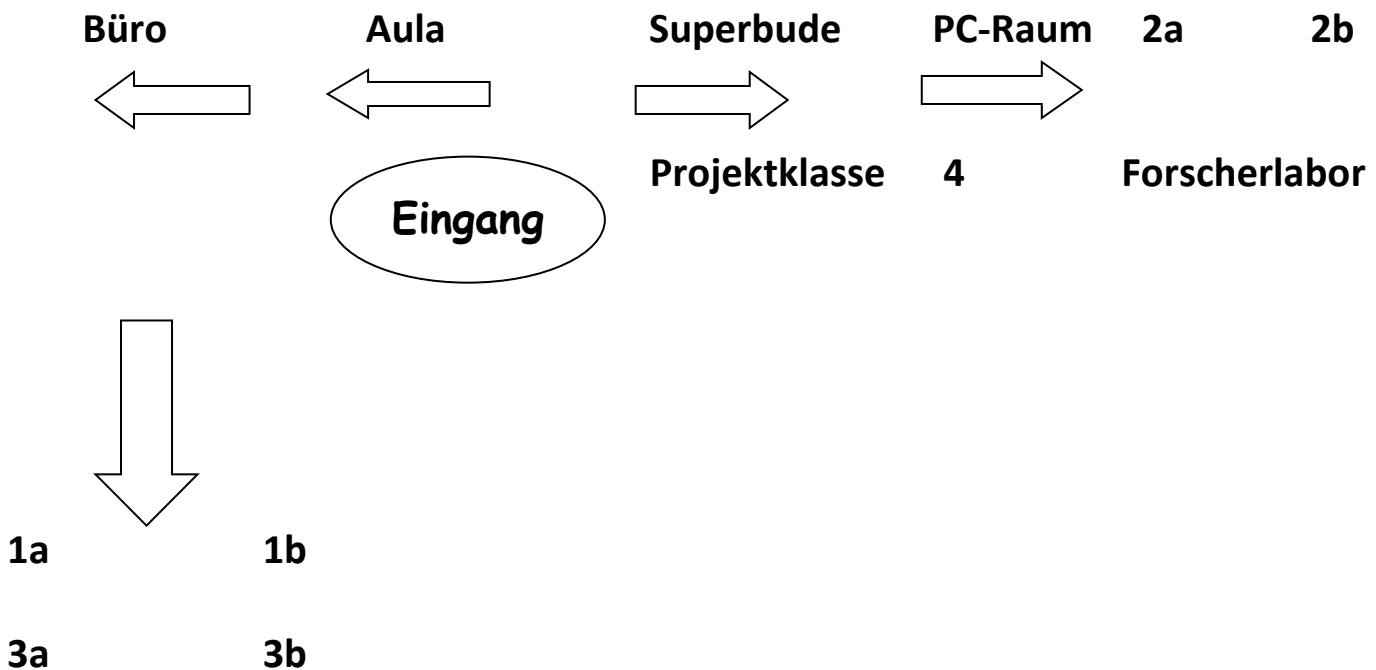 Büro Aula Superbude PC-Raum 2a 2b
Projektklasse 4 Forscherlabor
Eingang
1a 1b
3a 3b